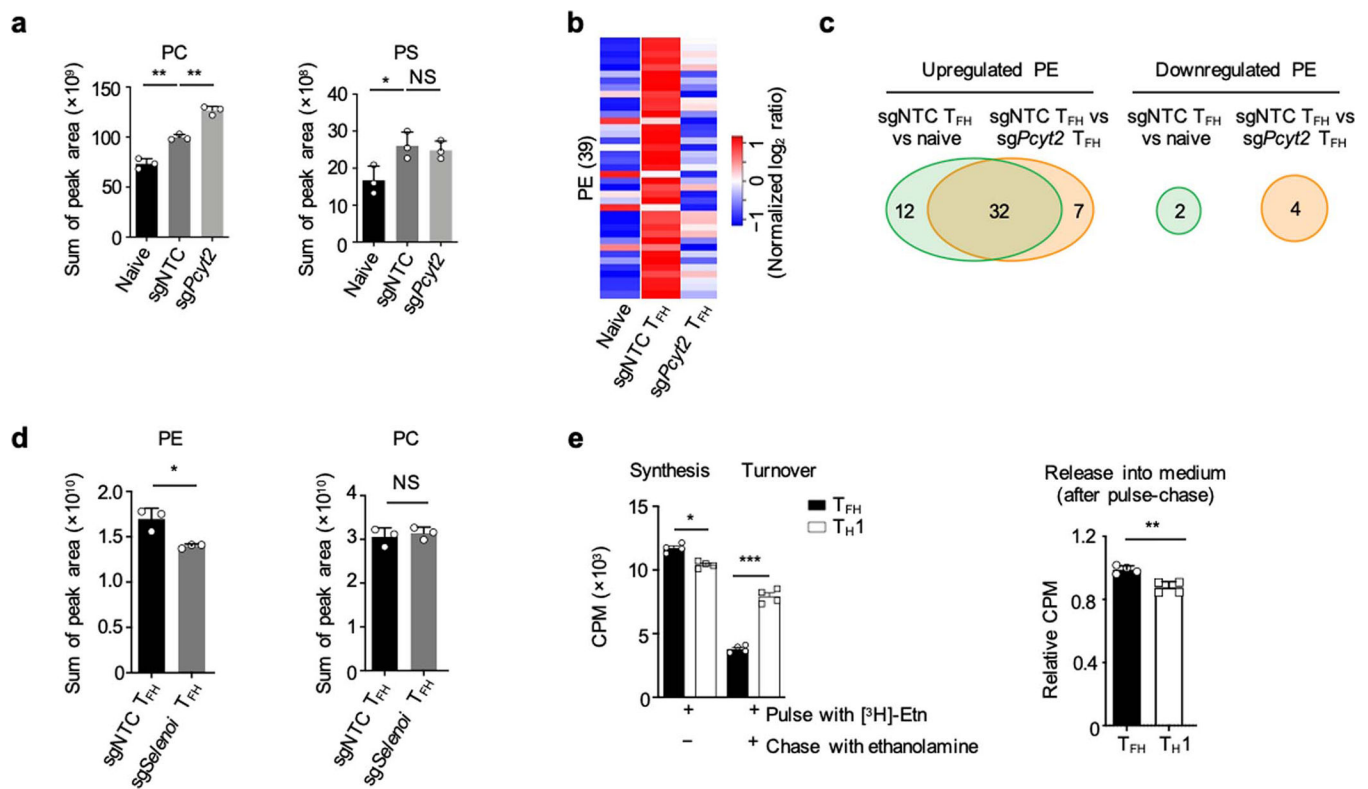 a
PC
** **
Sum of peak area (×10⁹)
150
100
50
0
Naive
sgNTC
sgPcyt2
PS
* NS
Sum of peak area (×10⁸)
40
30
20
10
0
Naive
sgNTC
sgPcyt2
b
PE (39)
Naive
sgNTC TFH
sgPcyt2 TFH
1
0
−1
(Normalized log₂ ratio)
c
Upregulated PE
sgNTC TFH
vs naive
sgNTC TFH vs
sgPcyt2 TFH
12 32 7
Downregulated PE
sgNTC TFH
vs naive
sgNTC TFH vs
sgPcyt2 TFH
2 4
d
PE
*
Sum of peak area (×10¹⁰)
2.0
1.5
1.0
0.5
0
sgNTC TFH
sgSelenoi TFH
PC
NS
Sum of peak area (×10¹⁰)
4
3
2
1
0
sgNTC TFH
sgSelenoi TFH
e
Synthesis Turnover
* ***
CPM (×10³)
15
10
5
0
TFH
TH1
+ + Pulse with [³H]-Etn
− + Chase with ethanolamine
Release into medium
(after pulse-chase)
**
Relative CPM
1.2
0.8
0.4
0
TFH TH1